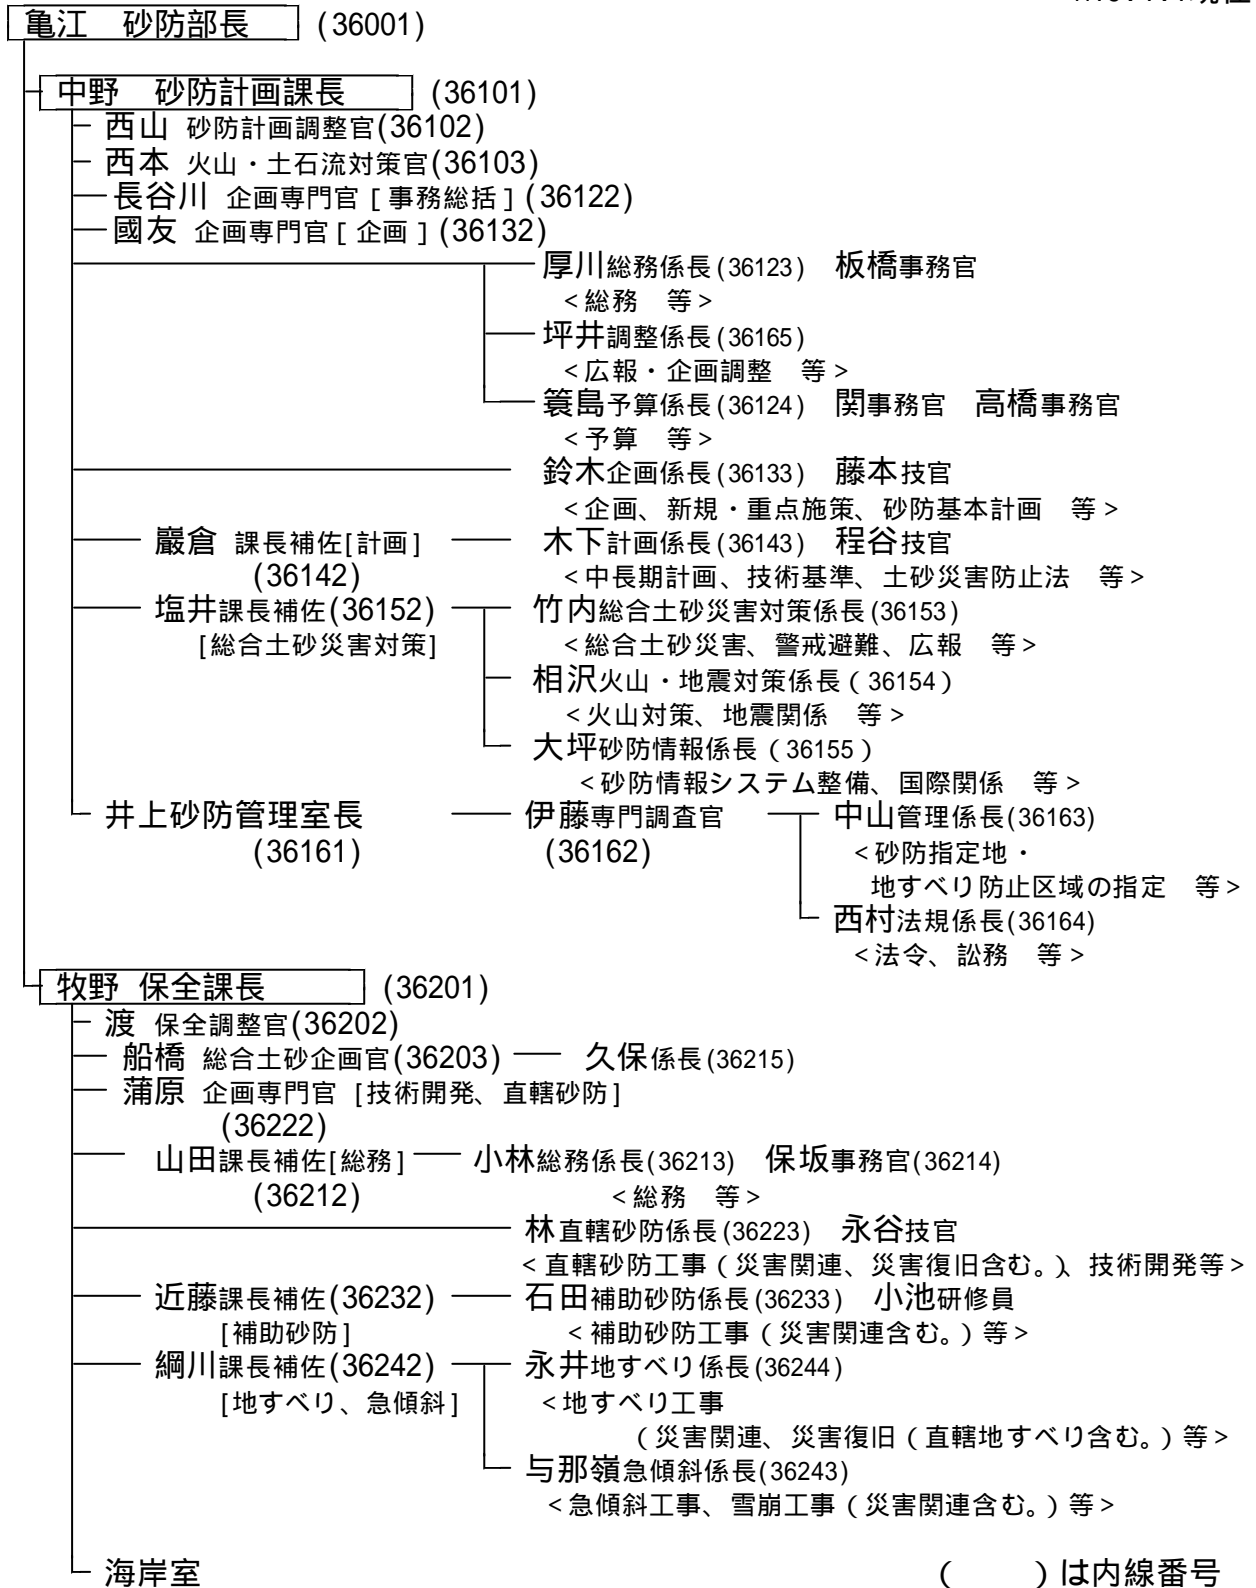 亀江　砂防部長　(36001)
中野　砂防計画課長　(36101)
西山 砂防計画調整官(36102)
西本 火山・土石流対策官(36103)
長谷川 企画専門官［事務総括］(36122)
國友 企画専門官［企画］(36132)
厚川総務係長(36123)　板橋事務官
＜総務　等＞
坪井調整係長(36165)
＜広報・企画調整　等＞
簑島予算係長(36124)　関事務官　高橋事務官
＜予算　等＞
鈴木企画係長(36133)　藤本技官
＜企画、新規・重点施策、砂防基本計画　等＞
巖倉 課長補佐[計画]　木下計画係長(36143)　程谷技官
(36142)　＜中長期計画、技術基準、土砂災害防止法　等＞
塩井課長補佐(36152)　竹内総合土砂災害対策係長(36153)
[総合土砂災害対策]　＜総合土砂災害、警戒避難、広報　等＞
相沢火山・地震対策係長（36154）
＜火山対策、地震関係　等＞
大坪砂防情報係長（36155）
＜砂防情報システム整備、国際関係　等＞
井上砂防管理室長　伊藤専門調査官　中山管理係長(36163)
(36161)　(36162)　＜砂防指定地・
地すべり防止区域の指定　等＞
西村法規係長(36164)
＜法令、訟務　等＞
牧野 保全課長　(36201)
渡 保全調整官(36202)
船橋 総合土砂企画官(36203)　久保係長(36215)
蒲原 企画専門官 [技術開発、直轄砂防]
(36222)
山田課長補佐[総務]　小林総務係長(36213)　保坂事務官(36214)
(36212)　＜総務　等＞
林直轄砂防係長(36223)　永谷技官
＜直轄砂防工事（災害関連、災害復旧含む。）、技術開発等＞
近藤課長補佐(36232)　石田補助砂防係長(36233)　小池研修員
[補助砂防]　＜補助砂防工事（災害関連含む。）等＞
綱川課長補佐(36242)　永井地すべり係長(36244)
[地すべり、急傾斜]　＜地すべり工事
（災害関連、災害復旧（直轄地すべり含む。）等＞
与那嶺急傾斜係長(36243)
＜急傾斜工事、雪崩工事（災害関連含む。）等＞
海岸室　(　　)は内線番号